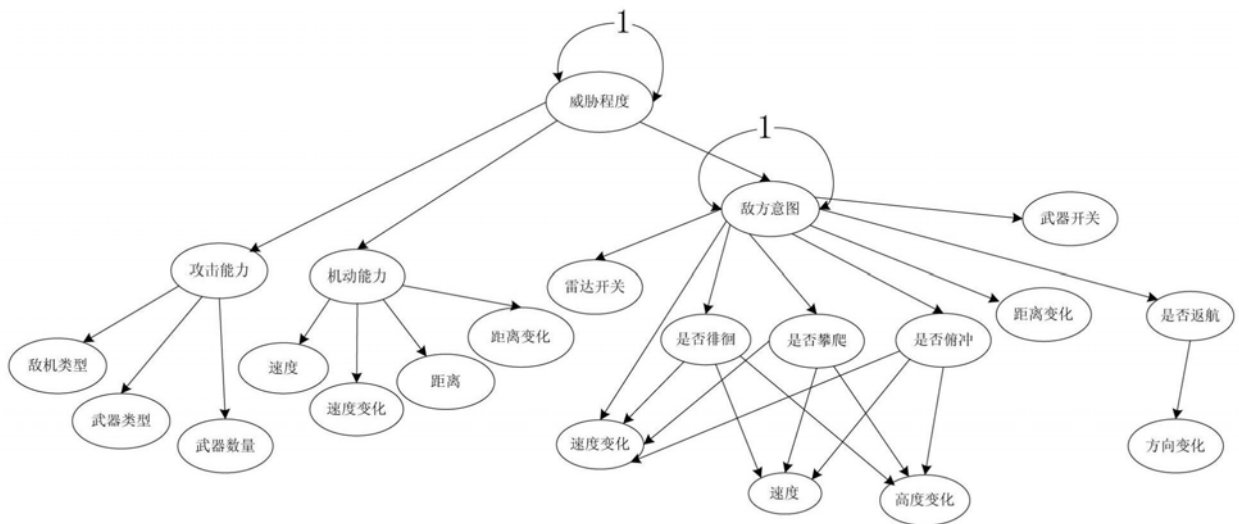 1
威胁程度
1
敌方意图
武器开关
攻击能力
机动能力
雷达开关
距离变化
是否返航
距离变化
是否徘徊
是否攀爬
是否俯冲
敌机类型
速度
距离
速度变化
武器类型
武器数量
速度变化
方向变化
速度
高度变化